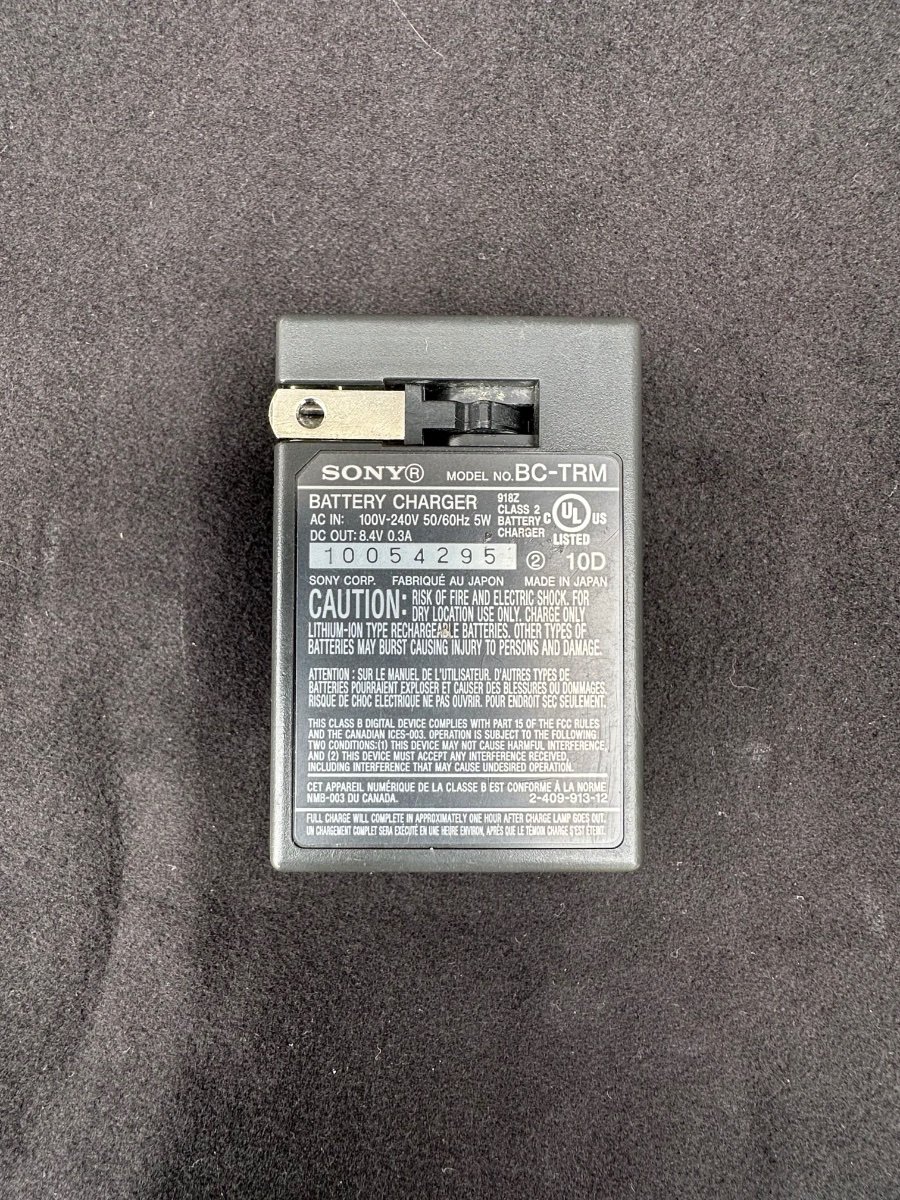 SONY® MODEL NO. BC-TRM
BATTERY CHARGER
AC IN: 100V-240V 50/60Hz 5W
DC OUT: 8.4V 0.3A
918Z
CLASS 2
BATTERY
CHARGER
C UL US
LISTED
10054295 ② 10D
SONY CORP. FABRIQUÉ AU JAPON MADE IN JAPAN
CAUTION: RISK OF FIRE AND ELECTRIC SHOCK. FOR
DRY LOCATION USE ONLY. CHARGE ONLY
LITHIUM-ION TYPE RECHARGEABLE BATTERIES. OTHER TYPES OF
BATTERIES MAY BURST CAUSING INJURY TO PERSONS AND DAMAGE.
ATTENTION : SUR LE MANUEL DE L'UTILISATEUR. D'AUTRES TYPES DE
BATTERIES POURRAIENT EXPLOSER ET CAUSER DES BLESSURES OU DOMMAGES.
RISQUE DE CHOC ELECTRIQUE NE PAS OUVRIR. POUR ENDROIT SEC SEULEMENT.
THIS CLASS B DIGITAL DEVICE COMPLIES WITH PART 15 OF THE FCC RULES
AND THE CANADIAN ICES-003. OPERATION IS SUBJECT TO THE FOLLOWING
TWO CONDITIONS:(1) THIS DEVICE MAY NOT CAUSE HARMFUL INTERFERENCE,
AND (2) THIS DEVICE MUST ACCEPT ANY INTERFERENCE RECEIVED,
INCLUDING INTERFERENCE THAT MAY CAUSE UNDESIRED OPERATION.
CET APPAREIL NUMÉRIQUE DE LA CLASSE B EST CONFORME À LA NORME
NMB-003 DU CANADA. 2-409-913-12
FULL CHARGE WILL COMPLETE IN APPROXIMATELY ONE HOUR AFTER CHARGE LAMP GOES OUT.
UN CHARGEMENT COMPLET SERA EXÉCUTÉ EN UNE HEURE ENVIRON, APRÈS QUE LE TÉMOIN CHARGE S'EST ÉTEINT.